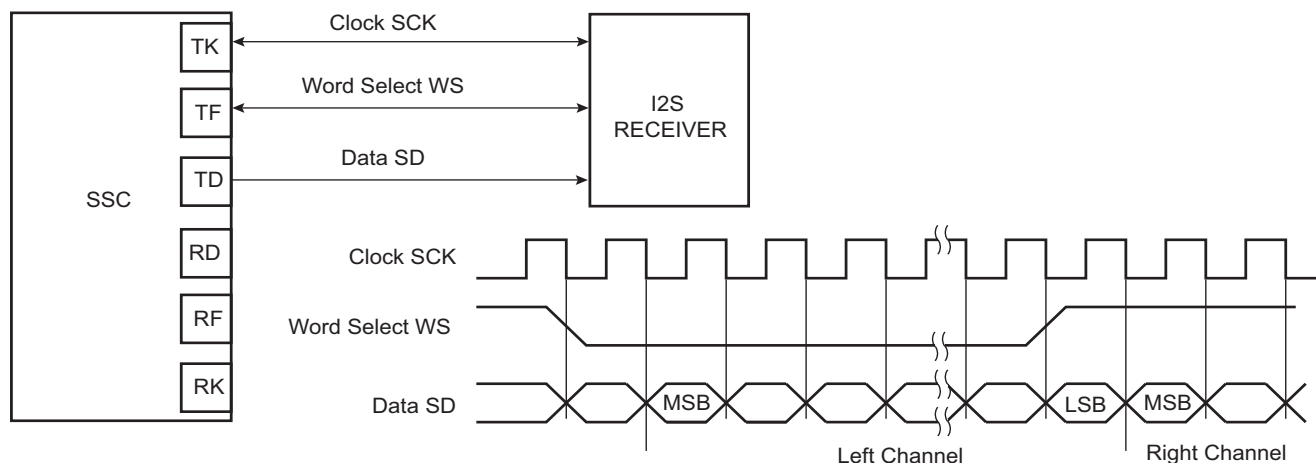 SSC
TK
TF
TD
RD
RF
RK
Clock SCK
Word Select WS
Data SD
I2S
RECEIVER
Clock SCK
Word Select WS
Data SD
MSB
LSB
MSB
Left Channel
Right Channel